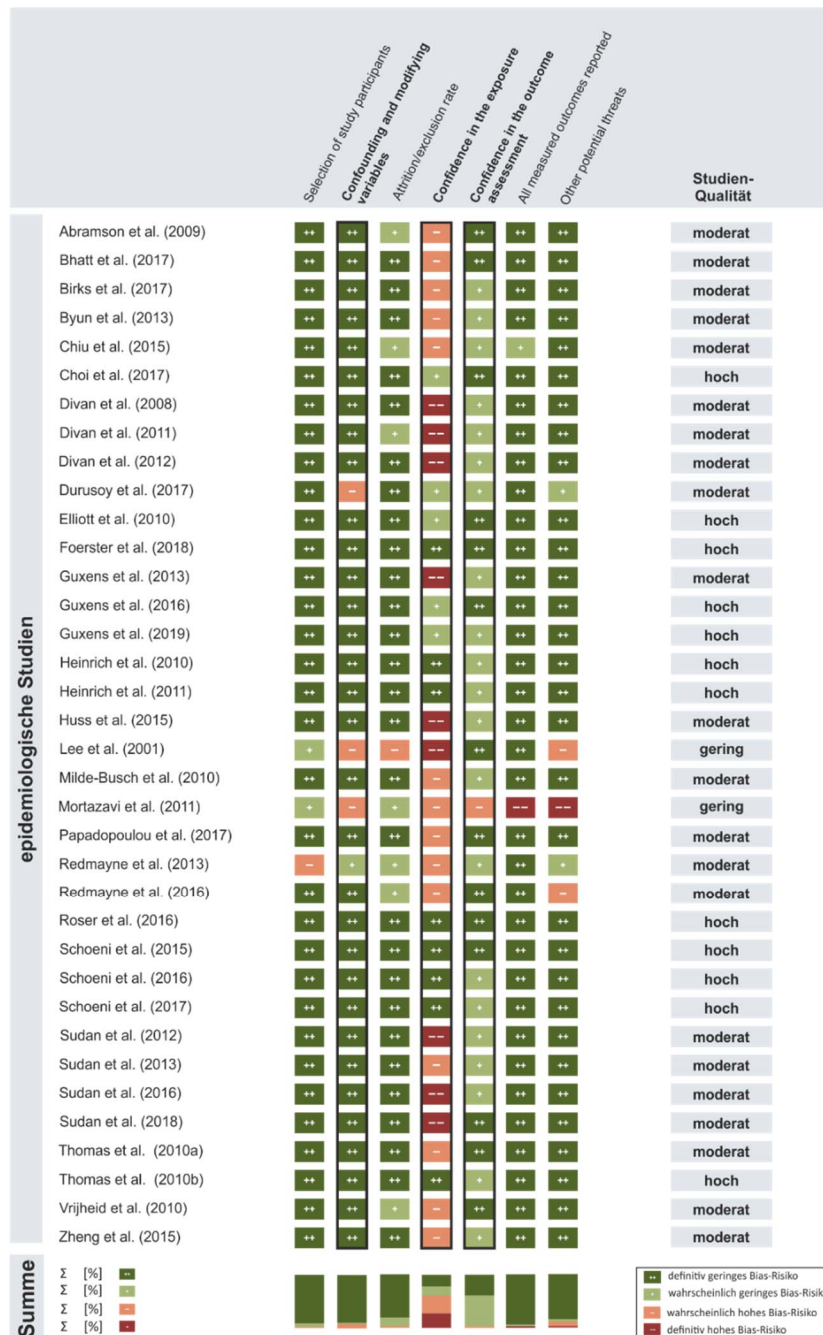 Selection of study participants
Confounding and modifying
variables
Attrition/exclusion rate
Confidence in the exposure
Confidence in the outcome
assessment
All measured outcomes reported
Other potential threats
Studien-
Qualität
epidemiologische Studien
Abramson et al. (2009) ++ ++ + − ++ ++ ++ moderat
Bhatt et al. (2017) ++ ++ ++ − ++ ++ ++ moderat
Birks et al. (2017) ++ ++ ++ − + ++ ++ moderat
Byun et al. (2013) ++ ++ ++ − + ++ ++ moderat
Chiu et al. (2015) ++ ++ + − + + ++ moderat
Choi et al. (2017) ++ ++ ++ + ++ ++ ++ hoch
Divan et al. (2008) ++ ++ ++ −− + ++ ++ moderat
Divan et al. (2011) ++ ++ + −− + ++ ++ moderat
Divan et al. (2012) ++ ++ ++ −− + ++ ++ moderat
Durusoy et al. (2017) ++ − ++ + + ++ + moderat
Elliott et al. (2010) ++ ++ ++ + ++ ++ ++ hoch
Foerster et al. (2018) ++ ++ ++ ++ ++ ++ ++ hoch
Guxens et al. (2013) ++ ++ ++ −− + ++ ++ moderat
Guxens et al. (2016) ++ ++ ++ + ++ ++ ++ hoch
Guxens et al. (2019) ++ ++ ++ + + ++ ++ hoch
Heinrich et al. (2010) ++ ++ ++ ++ + ++ ++ hoch
Heinrich et al. (2011) ++ ++ ++ ++ + ++ ++ hoch
Huss et al. (2015) ++ ++ ++ −− + ++ ++ moderat
Lee et al. (2001) + − − −− ++ ++ − gering
Milde-Busch et al. (2010) ++ ++ ++ − + ++ ++ moderat
Mortazavi et al. (2011) + − + − − −− −− gering
Papadopoulou et al. (2017) ++ ++ ++ − ++ ++ ++ moderat
Redmayne et al. (2013) − + + − + ++ + moderat
Redmayne et al. (2016) ++ ++ + − ++ ++ − moderat
Roser et al. (2016) ++ ++ ++ ++ ++ ++ ++ hoch
Schoeni et al. (2015) ++ ++ ++ ++ ++ ++ ++ hoch
Schoeni et al. (2016) ++ ++ ++ ++ + ++ ++ hoch
Schoeni et al. (2017) ++ ++ ++ ++ + ++ ++ hoch
Sudan et al. (2012) ++ ++ ++ −− + ++ ++ moderat
Sudan et al. (2013) ++ ++ ++ − + ++ ++ moderat
Sudan et al. (2016) ++ ++ ++ −− + ++ ++ moderat
Sudan et al. (2018) ++ ++ ++ −− ++ ++ ++ moderat
Thomas et al. (2010a) ++ ++ ++ − ++ ++ ++ moderat
Thomas et al. (2010b) ++ ++ ++ ++ + ++ ++ hoch
Vrijheid et al. (2010) ++ ++ + − ++ ++ ++ moderat
Zheng et al. (2015) ++ ++ ++ − + ++ ++ moderat
Summe
Σ [%] ++
Σ [%] +
Σ [%] −
Σ [%] -
++ definitiv geringes Bias-Risiko
+ wahrscheinlich geringes Bias-Risik
− wahrscheinlich hohes Bias-Risiko
− definitiv hohes Bias-Risiko